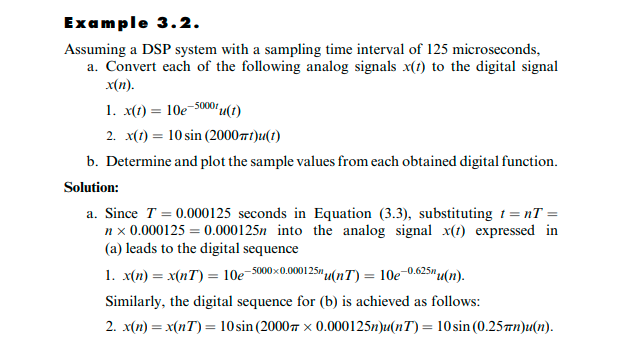 Example 3.2.
Assuming a DSP system with a sampling time interval of 125 microseconds,
a. Convert each of the following analog signals x(t) to the digital signal
x(n).
1. x(t) = 10e^{−5000t}u(t)
2. x(t) = 10 sin (2000πt)u(t)
b. Determine and plot the sample values from each obtained digital function.
Solution:
a. Since T = 0.000125 seconds in Equation (3.3), substituting t = nT =
n × 0.000125 = 0.000125n into the analog signal x(t) expressed in
(a) leads to the digital sequence
1. x(n) = x(nT) = 10e^{−5000×0.000125n}u(nT) = 10e^{−0.625n}u(n).
Similarly, the digital sequence for (b) is achieved as follows:
2. x(n) = x(nT) = 10 sin (2000π × 0.000125n)u(nT) = 10 sin (0.25πn)u(n).